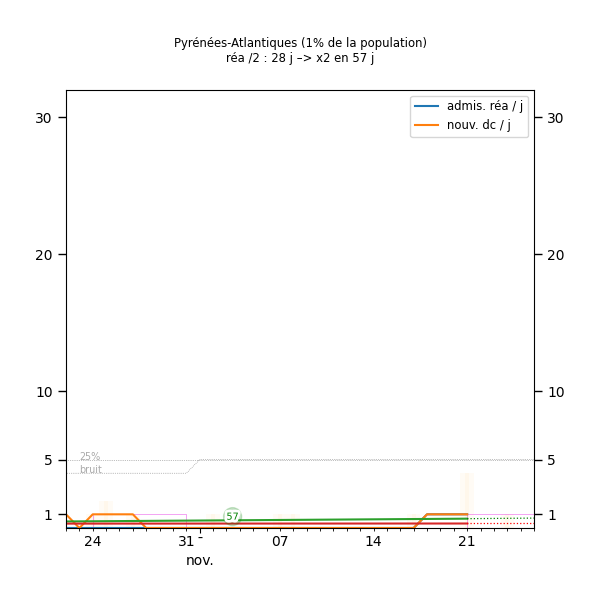 Pyrénées-Atlantiques (1% de la population)
réa /2 : 28 j –> x2 en 57 j
admis. réa / j
nouv. dc / j
30
30
20
20
10
10
5
5
25%
bruit
1
1
57
24
31 -
07
14
21
nov.